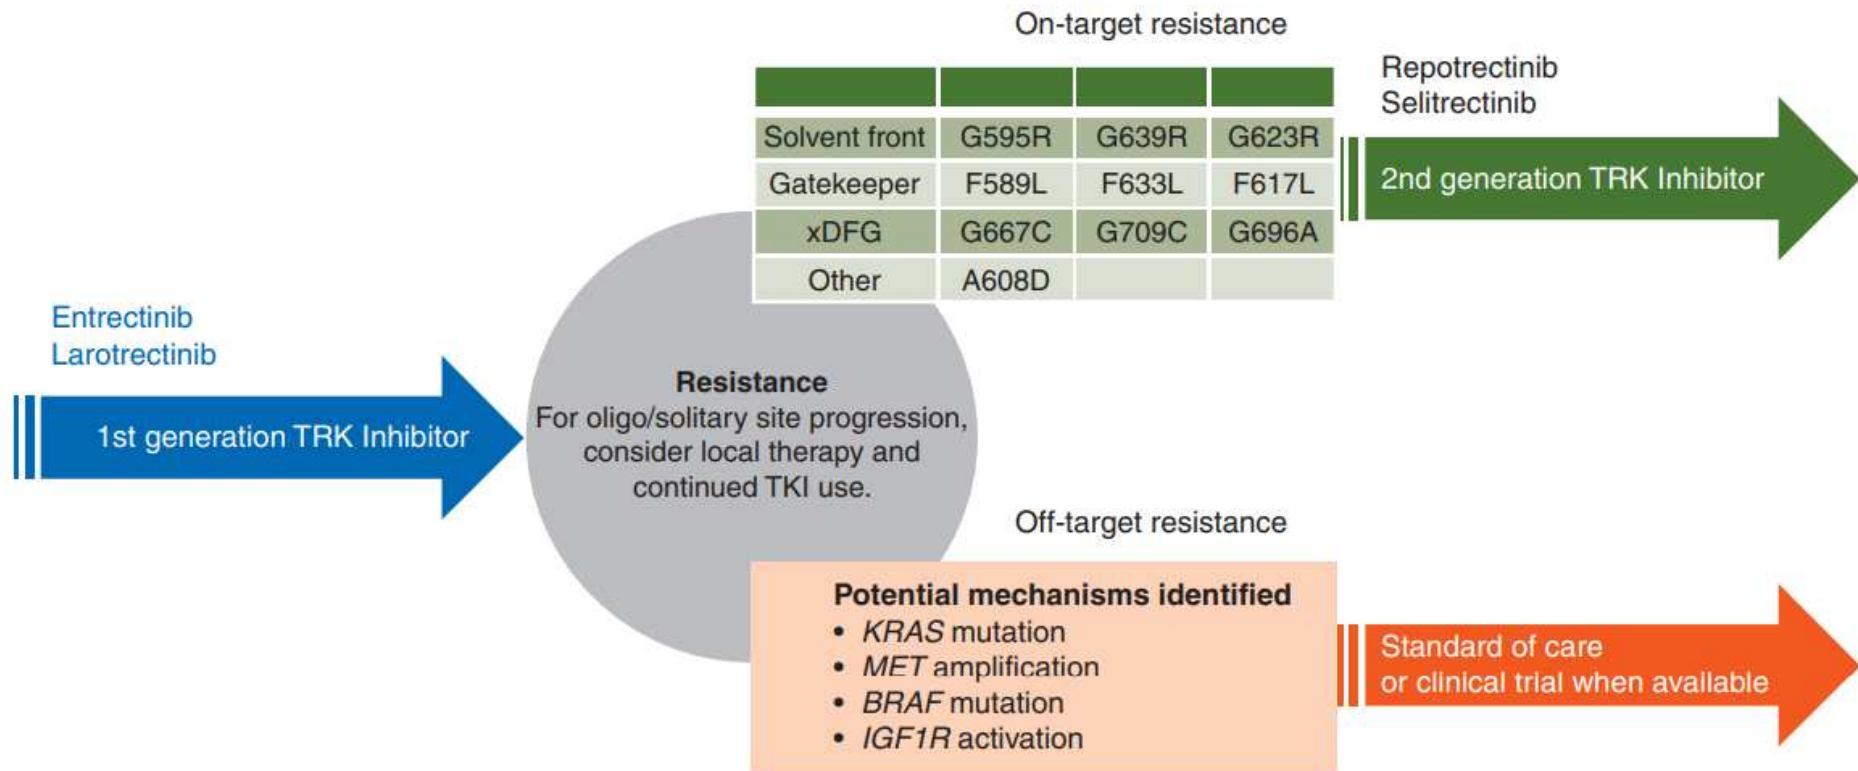 On-target resistance
Solvent front G595R G639R G623R
Gatekeeper F589L F633L F617L
xDFG G667C G709C G696A
Other A608D
Repotrectinib
Selitrectinib
2nd generation TRK Inhibitor
Entrectinib
Larotrectinib
1st generation TRK Inhibitor
Resistance
For oligo/solitary site progression,
consider local therapy and
continued TKI use.
Off-target resistance
Potential mechanisms identified
• KRAS mutation
• MET amplification
• BRAF mutation
• IGF1R activation
Standard of care
or clinical trial when available